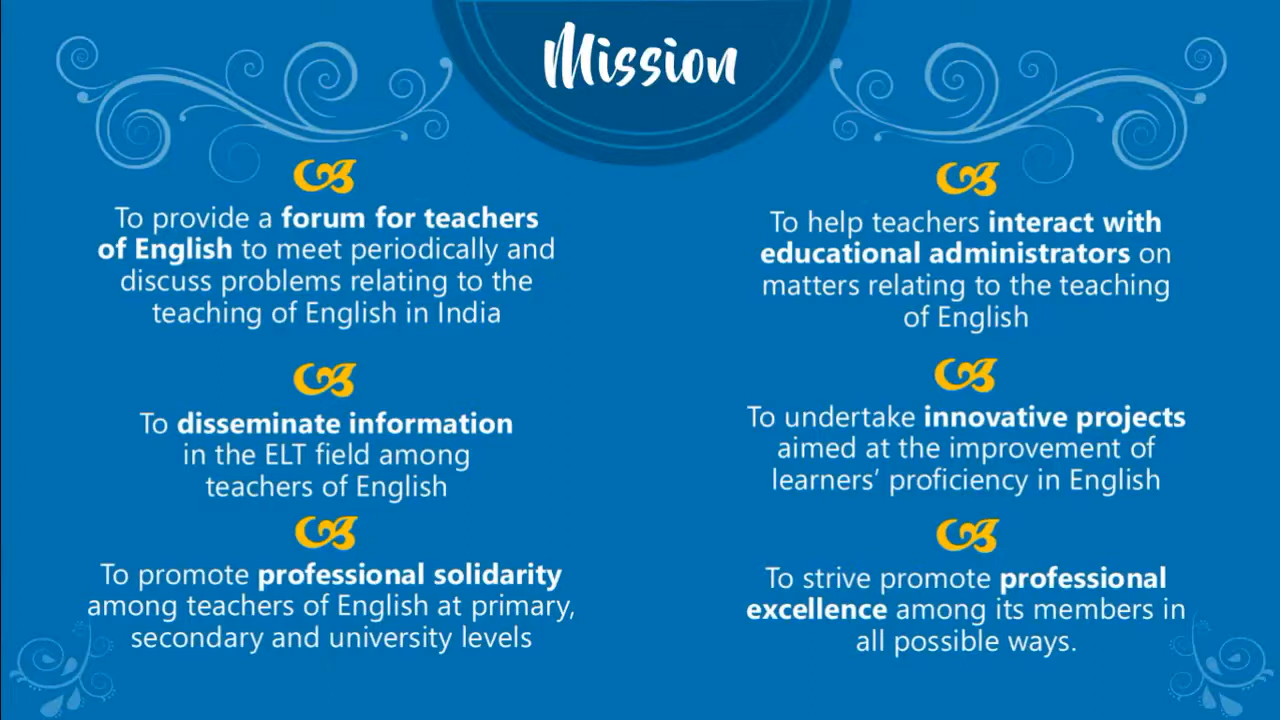 Mission
To provide a forum for teachers
of English to meet periodically and
discuss problems relating to the
teaching of English in India
To disseminate information
in the ELT field among
teachers of English
To promote professional solidarity
among teachers of English at primary,
secondary and university levels
To help teachers interact with
educational administrators on
matters relating to the teaching
of English
To undertake innovative projects
aimed at the improvement of
learners’ proficiency in English
To strive promote professional
excellence among its members in
all possible ways.